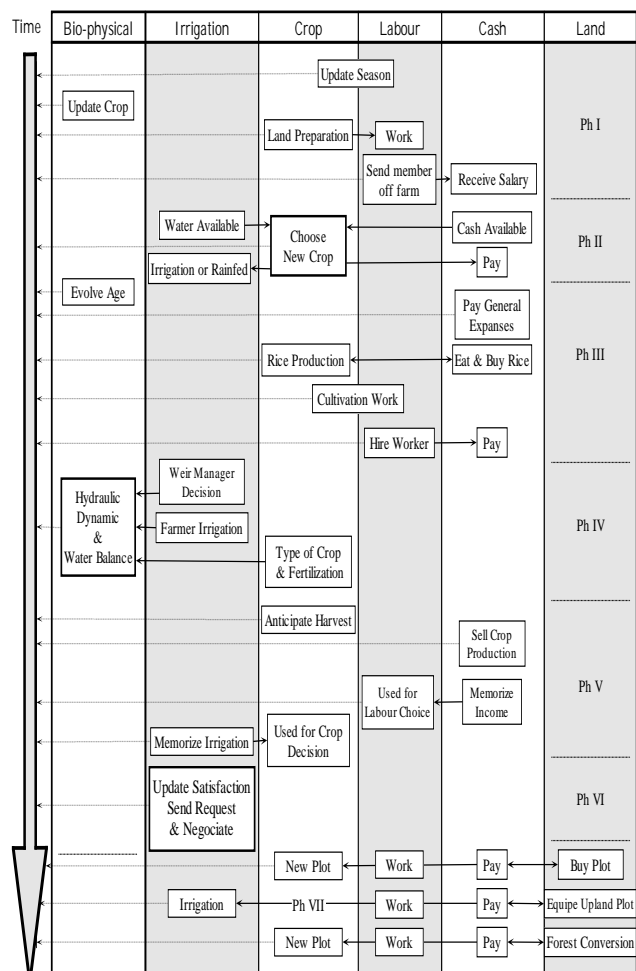 Time Bio-physical Irrigation Crop Labour Cash Land
Update Season
Update Crop
Ph I
Land Preparation Work
Send member
off farm
Receive Salary
Water Available
Cash Available
Choose
New Crop
Ph II
Irrigation or Rainfed
Pay
Evolve Age
Pay General
Expanses
Ph III
Rice Production Eat & Buy Rice
Cultivation Work
Hire Worker Pay
Weir Manager
Decision
Hydraulic
Dynamic
&
Water Balance
Farmer Irrigation
Ph IV
Type of Crop
& Fertilization
Anticipate Harvest
Sell Crop
Production
Ph V
Used for
Labour Choice
Memorize
Income
Memorize Irrigation
Used for Crop
Decision
Update Satisfaction
Send Request
& Negociate
Ph VI
New Plot Work Pay Buy Plot
Irrigation Ph VII Work Pay Equipe Upland Plot
New Plot Work Pay Forest Conversion